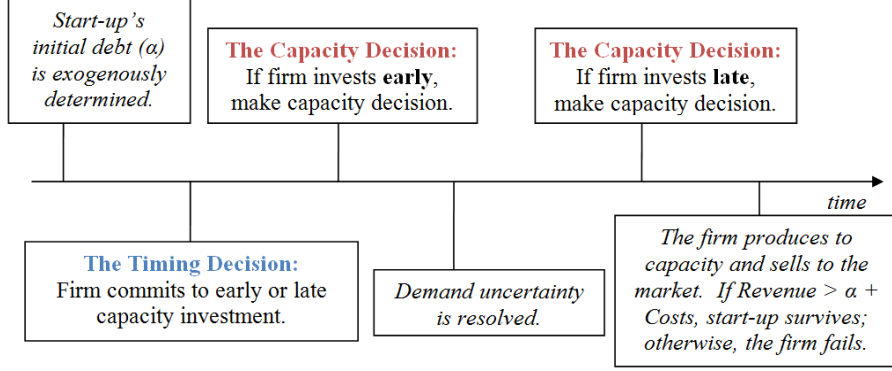 Start-up's
initial debt (α)
is exogenously
determined.
The Capacity Decision:
If firm invests early,
make capacity decision.
The Capacity Decision:
If firm invests late,
make capacity decision.
time
The Timing Decision:
Firm commits to early or late
capacity investment.
Demand uncertainty
is resolved.
The firm produces to
capacity and sells to the
market.  If Revenue > α +
Costs, start-up survives;
otherwise, the firm fails.